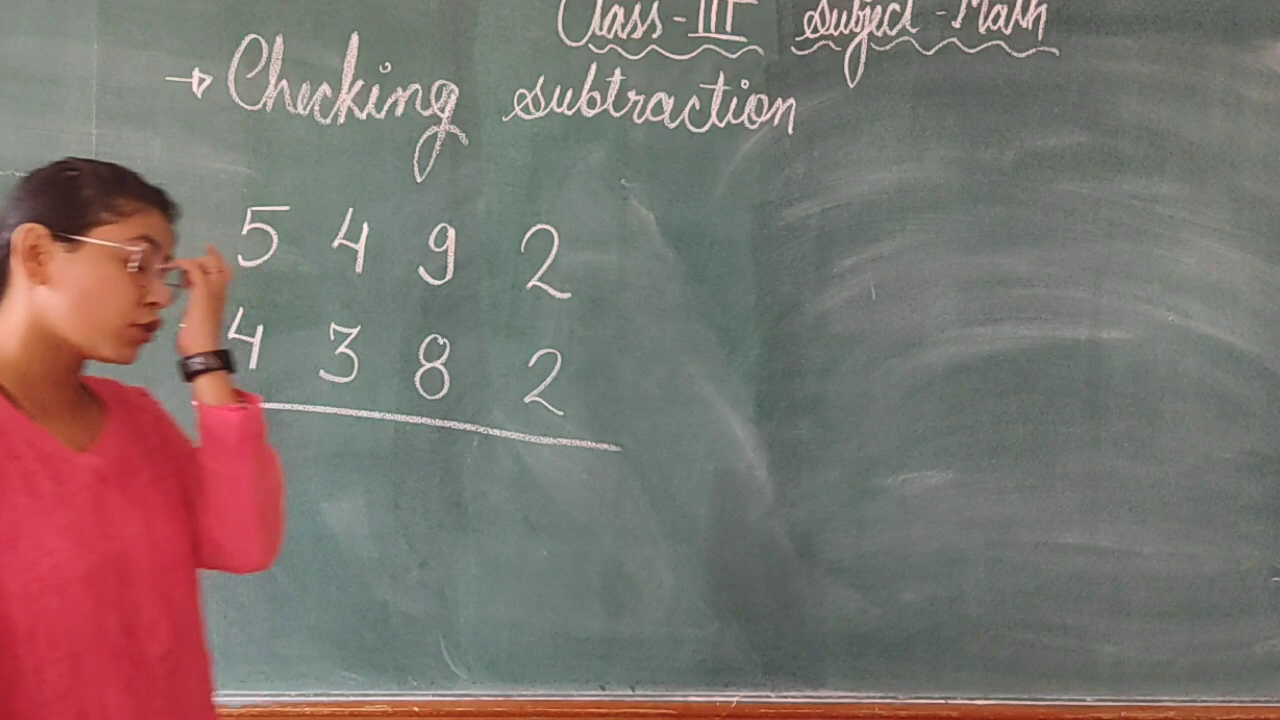 Class-III Subject-Math
→ Checking subtraction
5 4 9 2
4 3 8 2